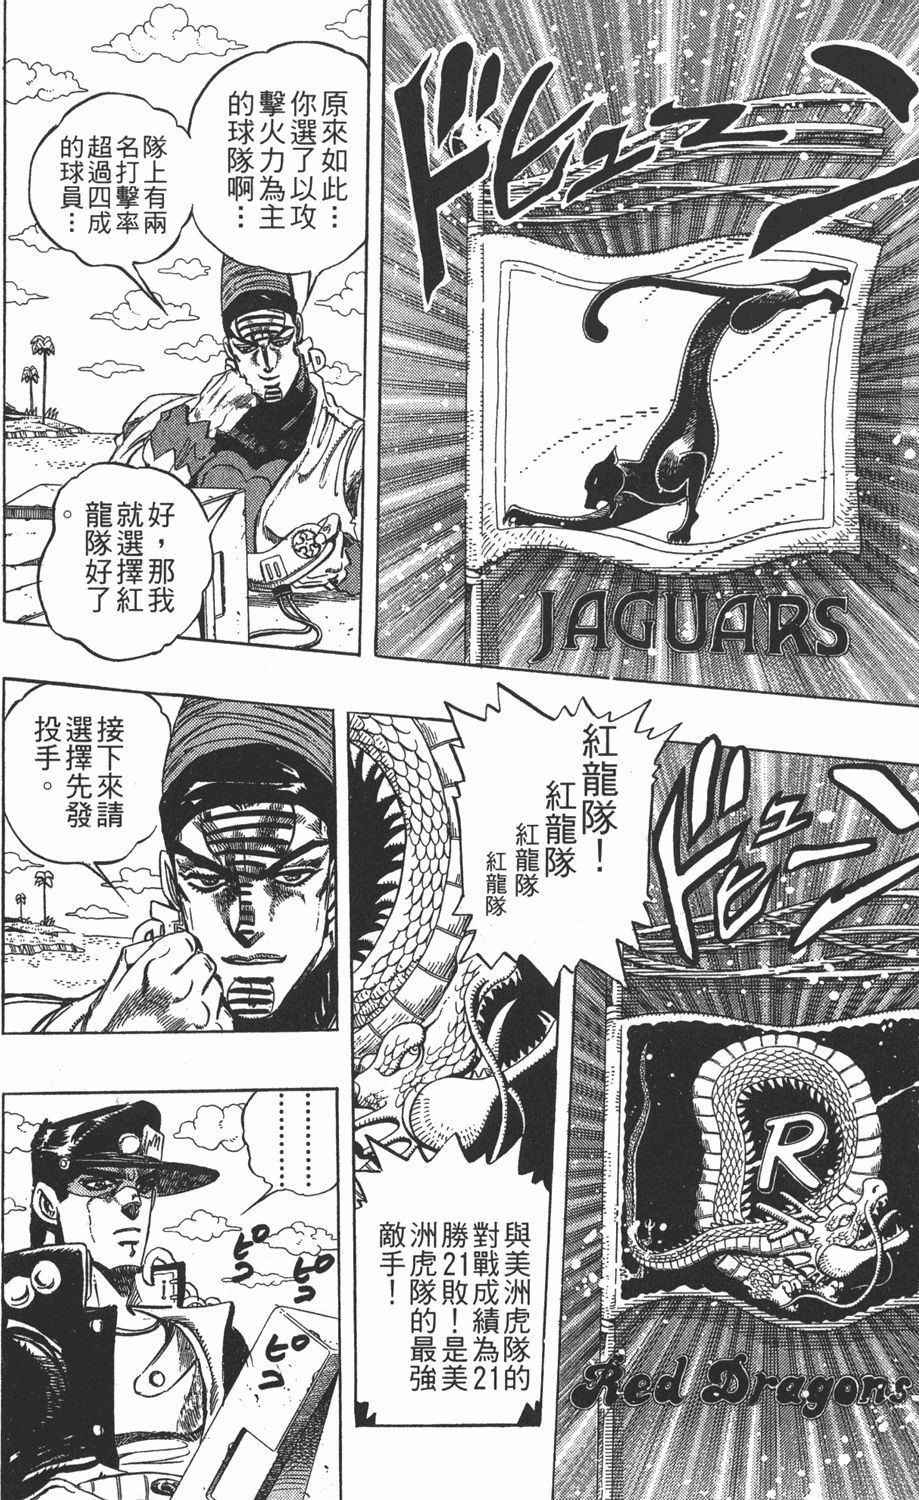 ドヒュューン
JAGUARS
原來如此…
你選了以攻
擊火力為主
的球隊啊…
隊上有兩
名打擊率
超過四成
的球員…
好，那我
就選擇紅
龍隊好了
。
ドヒューン
R
Red Dragons
紅龍隊！
紅龍隊
紅龍隊
紅龍隊
與美洲虎隊的
對戰成績為21
勝21敗！是美
洲虎隊的最強
敵手！
接下來請
選擇先發
投手。
…………
…………
ピコ
ピコ
ピコ